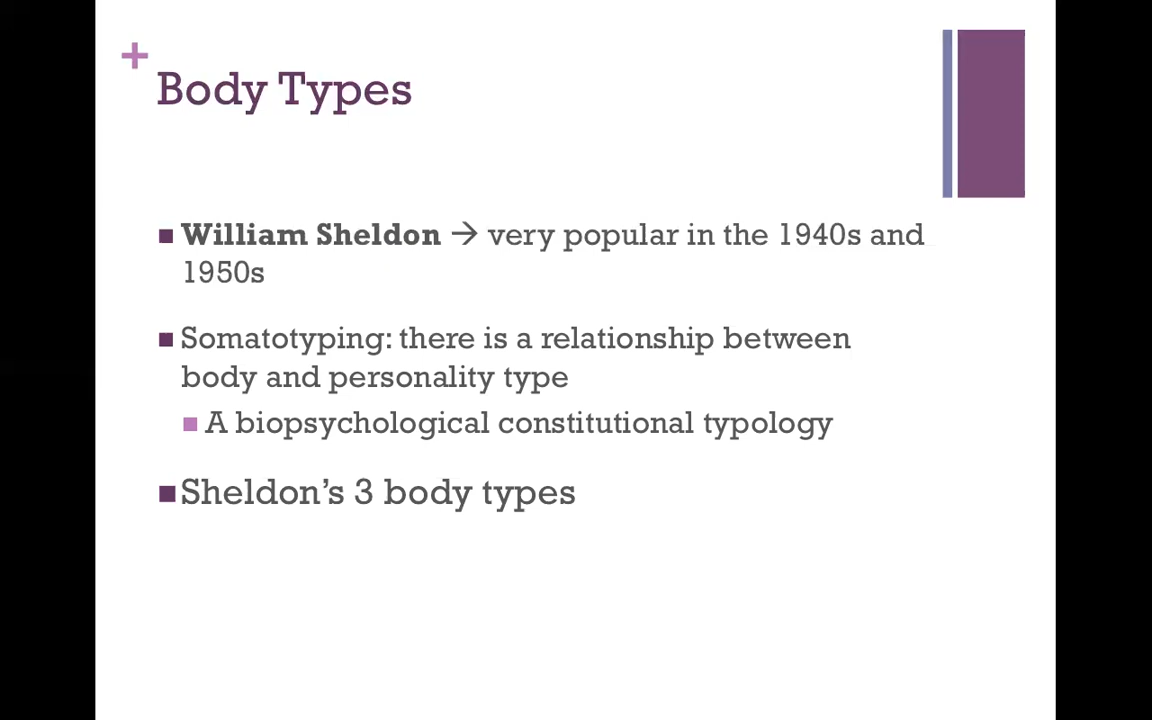 +
Body Types
William Sheldon → very popular in the 1940s and
1950s
Somatotyping: there is a relationship between
body and personality type
A biopsychological constitutional typology
Sheldon’s 3 body types